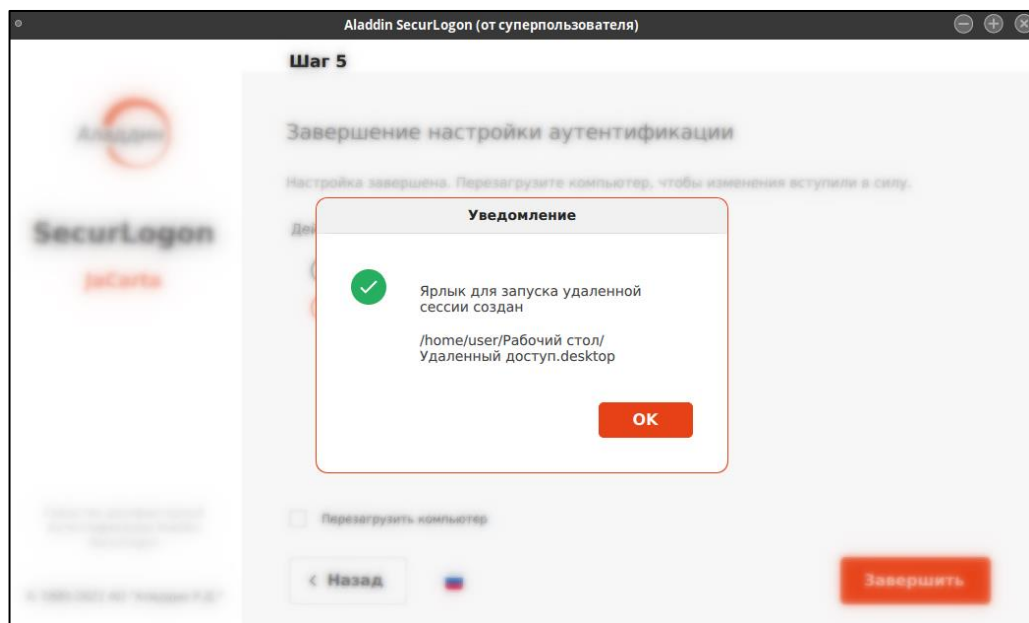 Aladdin SecurLogon (от суперпользователя)
Шаг 5
Аладдин
SecurLogon
JaCarta
Завершение настройки аутентификации
Настройка завершена. Перезагрузите компьютер, чтобы изменения вступили в силу.
Дей
Уведомление
Ярлык для запуска удаленной
сессии создан
/home/user/Рабочий стол/
Удаленный доступ.desktop
OK
Перезагрузить компьютер
< Назад
Завершить